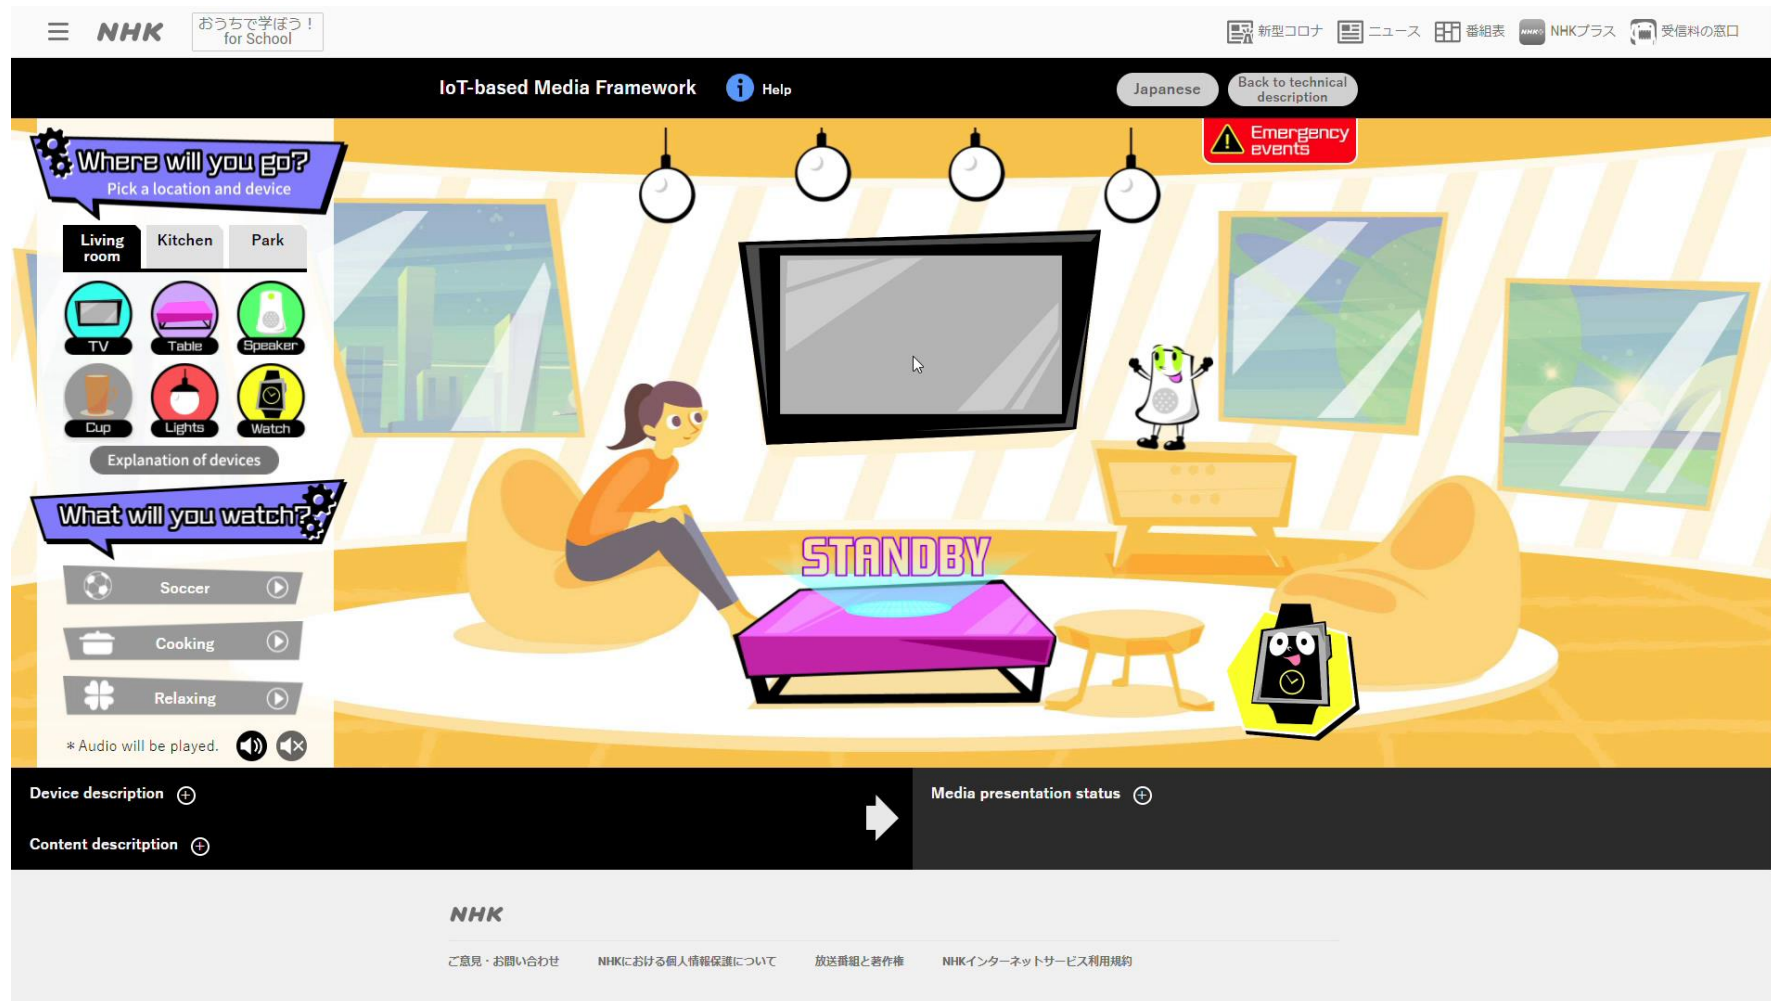 NHK
おうちで学ぼう！
for School
新型コロナ
ニュース
番組表
NHKプラス
受信料の窓口
IoT-based Media Framework
i
Help
Japanese
Back to technical
description
Emergency
events
Where will you go?
Pick a location and device
Living
room
Kitchen
Park
TV
Table
Speaker
Cup
Lights
Watch
Explanation of devices
What will you watch?
Soccer
Cooking
Relaxing
* Audio will be played.
STANDBY
Device description
Content descritption
Media presentation status
NHK
ご意見・お問い合わせ
NHKにおける個人情報保護について
放送番組と著作権
NHKインターネットサービス利用規約